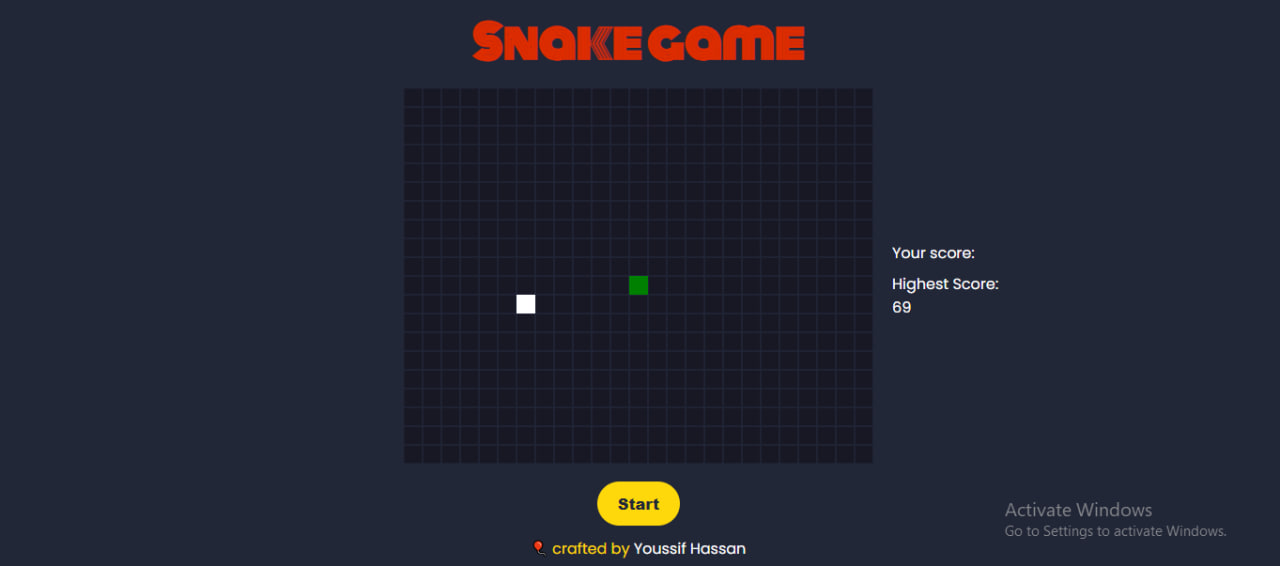 Snake Game
Your score:
Highest Score:
69
Start
crafted by Youssif Hassan
Activate Windows
Go to Settings to activate Windows.